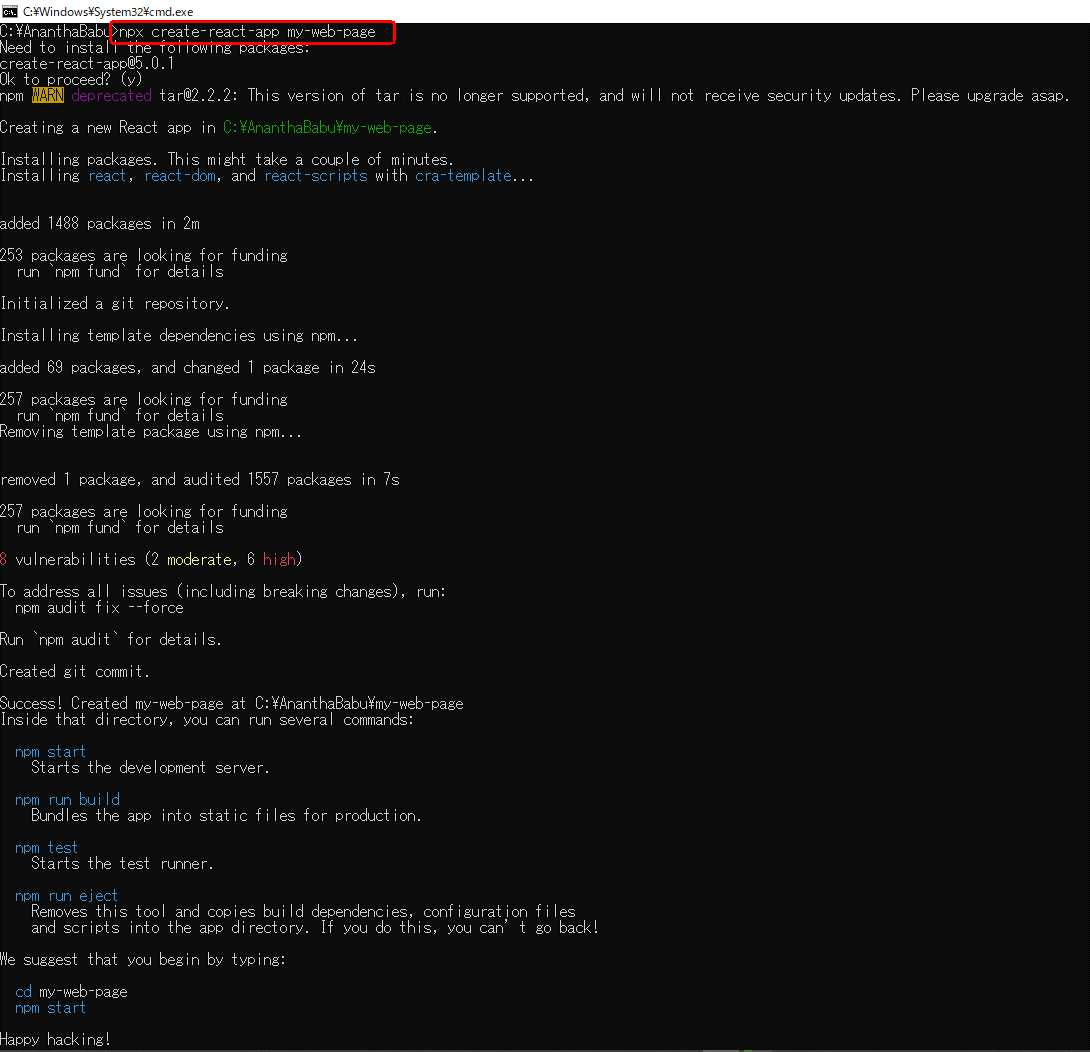 C:¥Windows¥System32¥cmd.exe
C:¥AnanthaBabu>npx create-react-app my-web-page
Need to install the following packages:
create-react-app@5.0.1
Ok to proceed? (y)
npm WARN deprecated tar@2.2.2: This version of tar is no longer supported, and will not receive security updates. Please upgrade asap.
Creating a new React app in C:¥AnanthaBabu¥my-web-page.
Installing packages. This might take a couple of minutes.
Installing react, react-dom, and react-scripts with cra-template...
added 1488 packages in 2m
253 packages are looking for funding
run `npm fund` for details
Initialized a git repository.
Installing template dependencies using npm...
added 69 packages, and changed 1 package in 24s
257 packages are looking for funding
run `npm fund` for details
Removing template package using npm...
removed 1 package, and audited 1557 packages in 7s
257 packages are looking for funding
run `npm fund` for details
8 vulnerabilities (2 moderate, 6 high)
To address all issues (including breaking changes), run:
npm audit fix --force
Run `npm audit` for details.
Created git commit.
Success! Created my-web-page at C:¥AnanthaBabu¥my-web-page
Inside that directory, you can run several commands:
npm start
Starts the development server.
npm run build
Bundles the app into static files for production.
npm test
Starts the test runner.
npm run eject
Removes this tool and copies build dependencies, configuration files
and scripts into the app directory. If you do this, you can’t go back!
We suggest that you begin by typing:
cd my-web-page
npm start
Happy hacking!